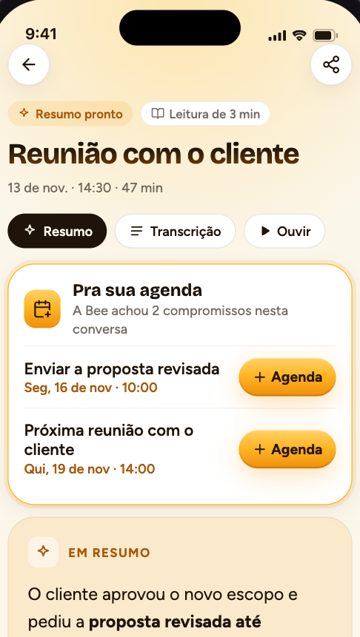 9:41
Resumo pronto
Leitura de 3 min
Reunião com o cliente
13 de nov. · 14:30 · 47 min
Resumo
Transcrição
Ouvir
Pra sua agenda
A Bee achou 2 compromissos nesta
conversa
Enviar a proposta revisada
Seg, 16 de nov · 10:00
+ Agenda
Próxima reunião com o
cliente
Qui, 19 de nov · 14:00
+ Agenda
EM RESUMO
O cliente aprovou o novo escopo e
pediu a proposta revisada até